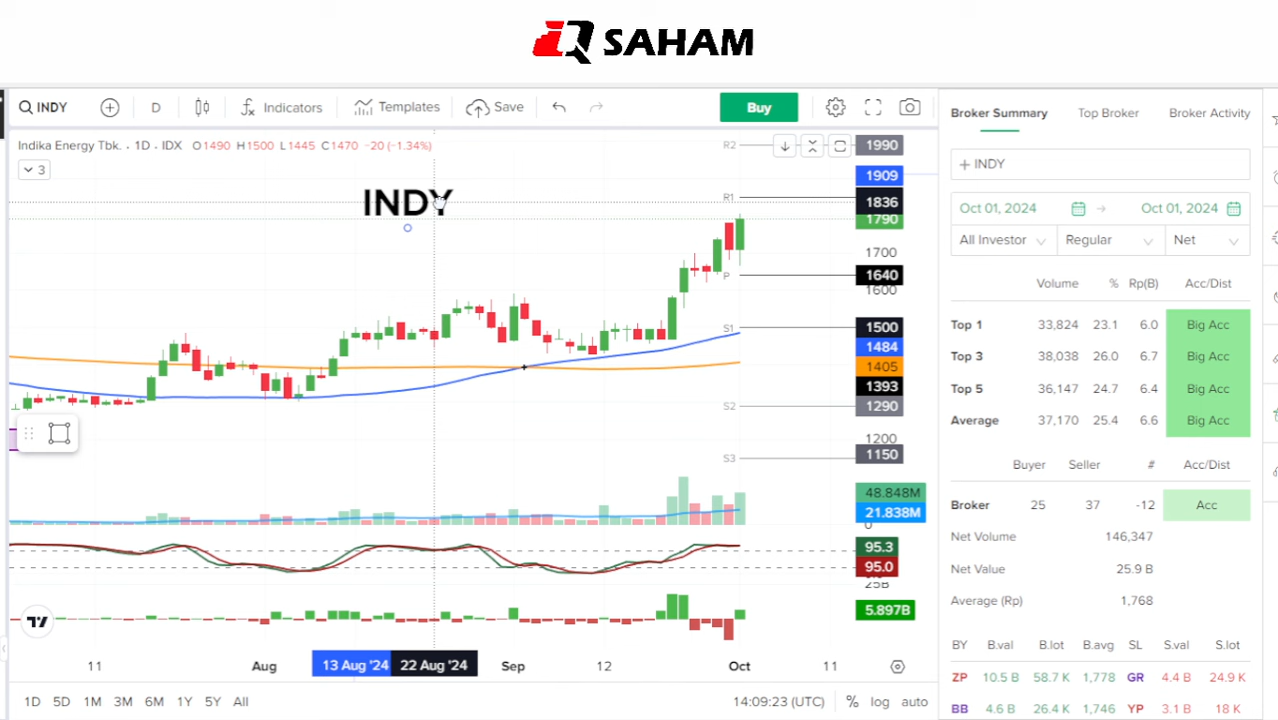 SAHAM
INDY
D
Indicators
Templates
Save
Buy
Indika Energy Tbk. · 1D · IDX O1490 H1500 L1445 C1470 -20 (-1.34%)
3
INDY
R2
R1
P
S1
S2
S3
1990
1909
1836
1790
1700
1640
1600
1500
1484
1405
1393
1290
1200
1150
48.848M
21.838M
0
95.3
95.0
25B
5.897B
11
Aug
13 Aug '24
22 Aug '24
Sep
12
Oct
11
1D 5D 1M 3M 6M 1Y 5Y All
14:09:23 (UTC)
% log auto
Broker Summary Top Broker Broker Activity
+ INDY
Oct 01, 2024 → Oct 01, 2024
All Investor Regular Net
Volume % Rp(B) Acc/Dist
Top 1 33,824 23.1 6.0 Big Acc
Top 3 38,038 26.0 6.7 Big Acc
Top 5 36,147 24.7 6.4 Big Acc
Average 37,170 25.4 6.6 Big Acc
Buyer Seller # Acc/Dist
Broker 25 37 -12 Acc
Net Volume 146,347
Net Value 25.9 B
Average (Rp) 1,768
BY B.val B.lot B.avg SL S.val S.lot
ZP 10.5 B 58.7 K 1,778 GR 4.4 B 24.9 K
BB 4.6 B 26.4 K 1,746 YP 3.1 B 18 K